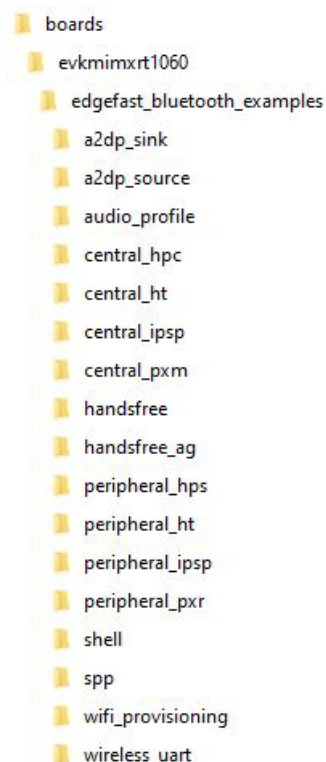 boards
evkmimxrt1060
edgefast_bluetooth_examples
a2dp_sink
a2dp_source
audio_profile
central_hpc
central_ht
central_ipsp
central_pxm
handsfree
handsfree_ag
peripheral_hps
peripheral_ht
peripheral_ipsp
peripheral_pxr
shell
spp
wifi_provisioning
wireless_uart